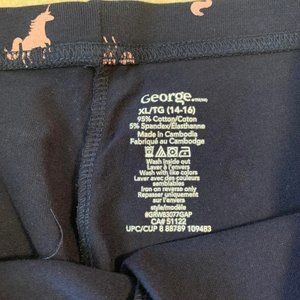 George.
XL/TG (14-16)
95% Cotton/Coton
5% Spandex/Elasthanne
Made in Cambodia
Fabriqué au Cambodge
Wash inside out
Laver à l'envers
Wash with like colors
Laver avec des couleurs
semblables
Iron on reverse only
Repasser uniquement
sur l'envers
style/modèle
#GRW83077GAP
CA# 51122
UPC/CUP 8 88789 109483